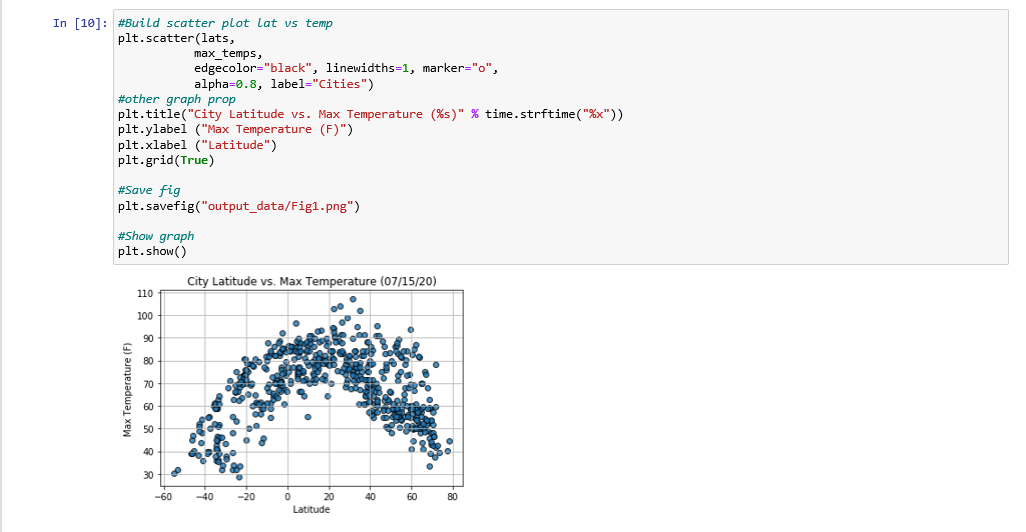 In [10]: #Build scatter plot lat vs temp
plt.scatter(lats,
max_temps,
edgecolor="black", linewidths=1, marker="o",
alpha=0.8, label="Cities")
#other graph prop
plt.title("City Latitude vs. Max Temperature (%s)" % time.strftime("%x"))
plt.ylabel ("Max Temperature (F)")
plt.xlabel ("Latitude")
plt.grid(True)
#Save fig
plt.savefig("output_data/Fig1.png")
#Show graph
plt.show()
City Latitude vs. Max Temperature (07/15/20)
110
100
90
80
70
60
50
40
30
Max Temperature (F)
−60 −40 −20 0 20 40 60 80
Latitude